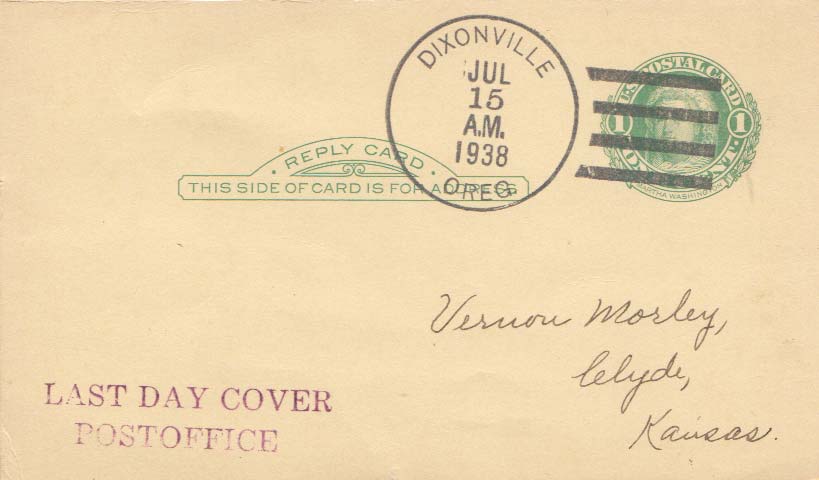 DIXONVILLE
JUL
15
A.M.
1938
OREG.
U.S. POSTAL CARD
1 1
MARTHA WASHINGTON
· REPLY CARD ·
THIS SIDE OF CARD IS FOR ADDRESS
Vernon Morley,
Clyde,
Kansas.
LAST DAY COVER
POSTOFFICE